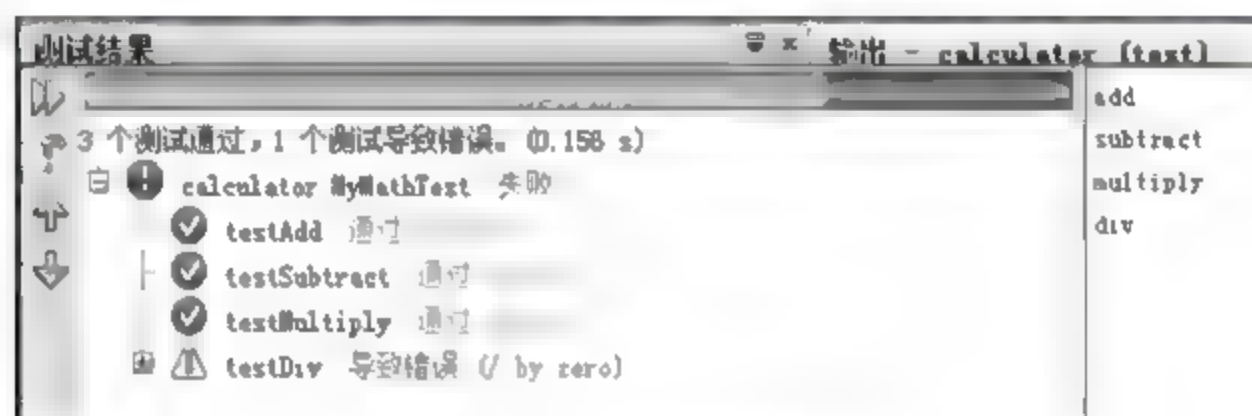 测试结果
输出 - calculator (test)
3 个测试通过，1 个测试导致错误。(0.156 s)
calculator MyMathTest 失败
testAdd 通过
testSubtract 通过
testMultiply 通过
testDiv 导致错误 (/ by zero)
add
subtract
multiply
div